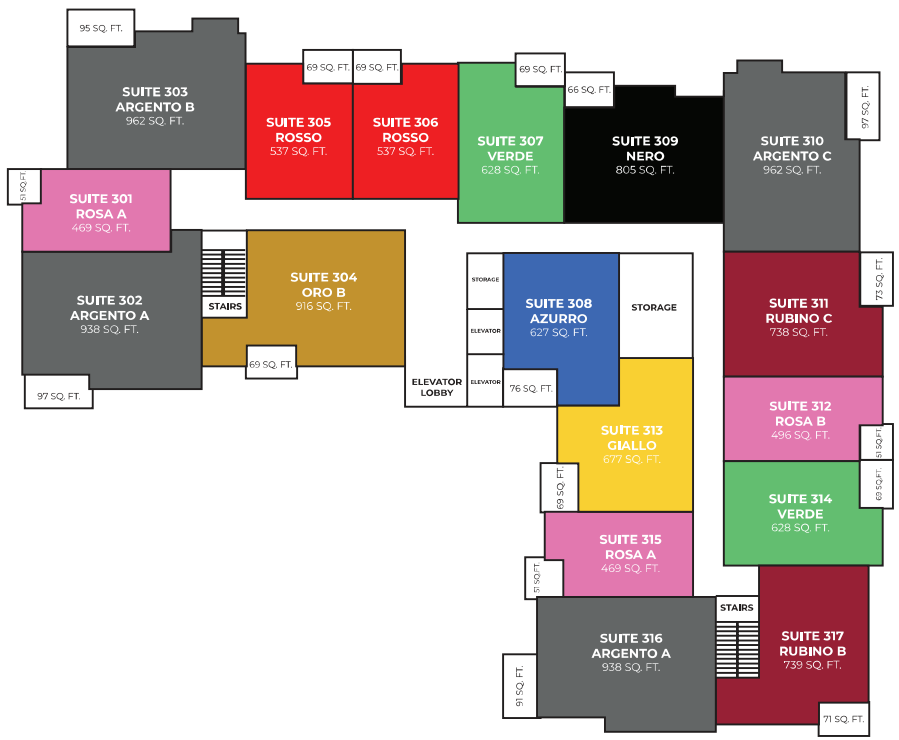 95 SQ. FT.
SUITE 303
ARGENTO B
962 SQ. FT.
69 SQ. FT.
69 SQ. FT.
SUITE 305
ROSSO
537 SQ. FT.
SUITE 306
ROSSO
537 SQ. FT.
69 SQ. FT.
SUITE 307
VERDE
628 SQ. FT.
66 SQ. FT.
SUITE 309
NERO
805 SQ. FT.
SUITE 310
ARGENTO C
962 SQ. FT.
97 SQ. FT.
51 SQ.FT.
SUITE 301
ROSA A
469 SQ. FT.
SUITE 302
ARGENTO A
938 SQ. FT.
97 SQ. FT.
STAIRS
SUITE 304
ORO B
916 SQ. FT.
69 SQ. FT.
ELEVATOR
LOBBY
STORAGE
ELEVATOR
ELEVATOR
SUITE 308
AZURRO
627 SQ. FT.
76 SQ. FT.
STORAGE
SUITE 311
RUBINO C
738 SQ. FT.
73 SQ. FT.
SUITE 312
ROSA B
496 SQ. FT.
51 SQ.FT.
SUITE 313
GIALLO
677 SQ. FT.
69 SQ. FT.
SUITE 314
VERDE
628 SQ. FT.
69 SQ.FT.
SUITE 315
ROSA A
469 SQ. FT.
51 SQ.FT.
SUITE 316
ARGENTO A
938 SQ. FT.
91 SQ. FT.
STAIRS
SUITE 317
RUBINO B
739 SQ. FT.
71 SQ. FT.